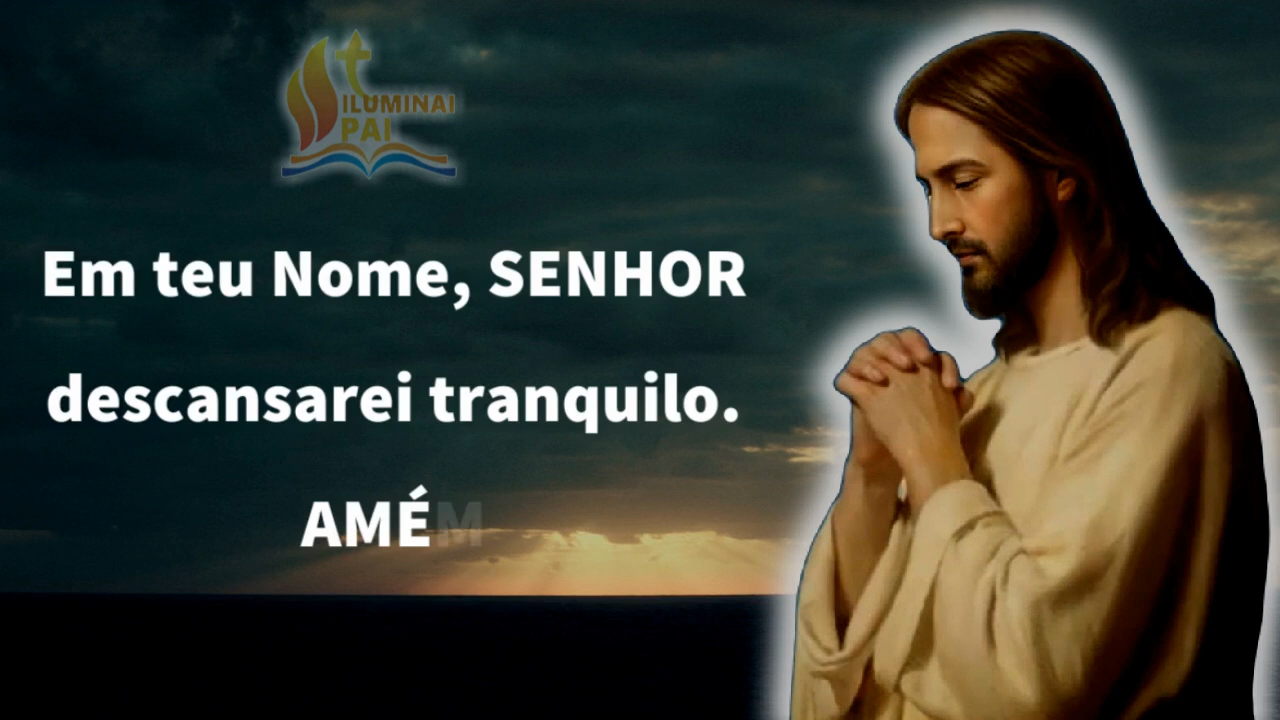 ILUMINAI
PAI
Em teu Nome, SENHOR
descansarei tranquilo.
AMÉM